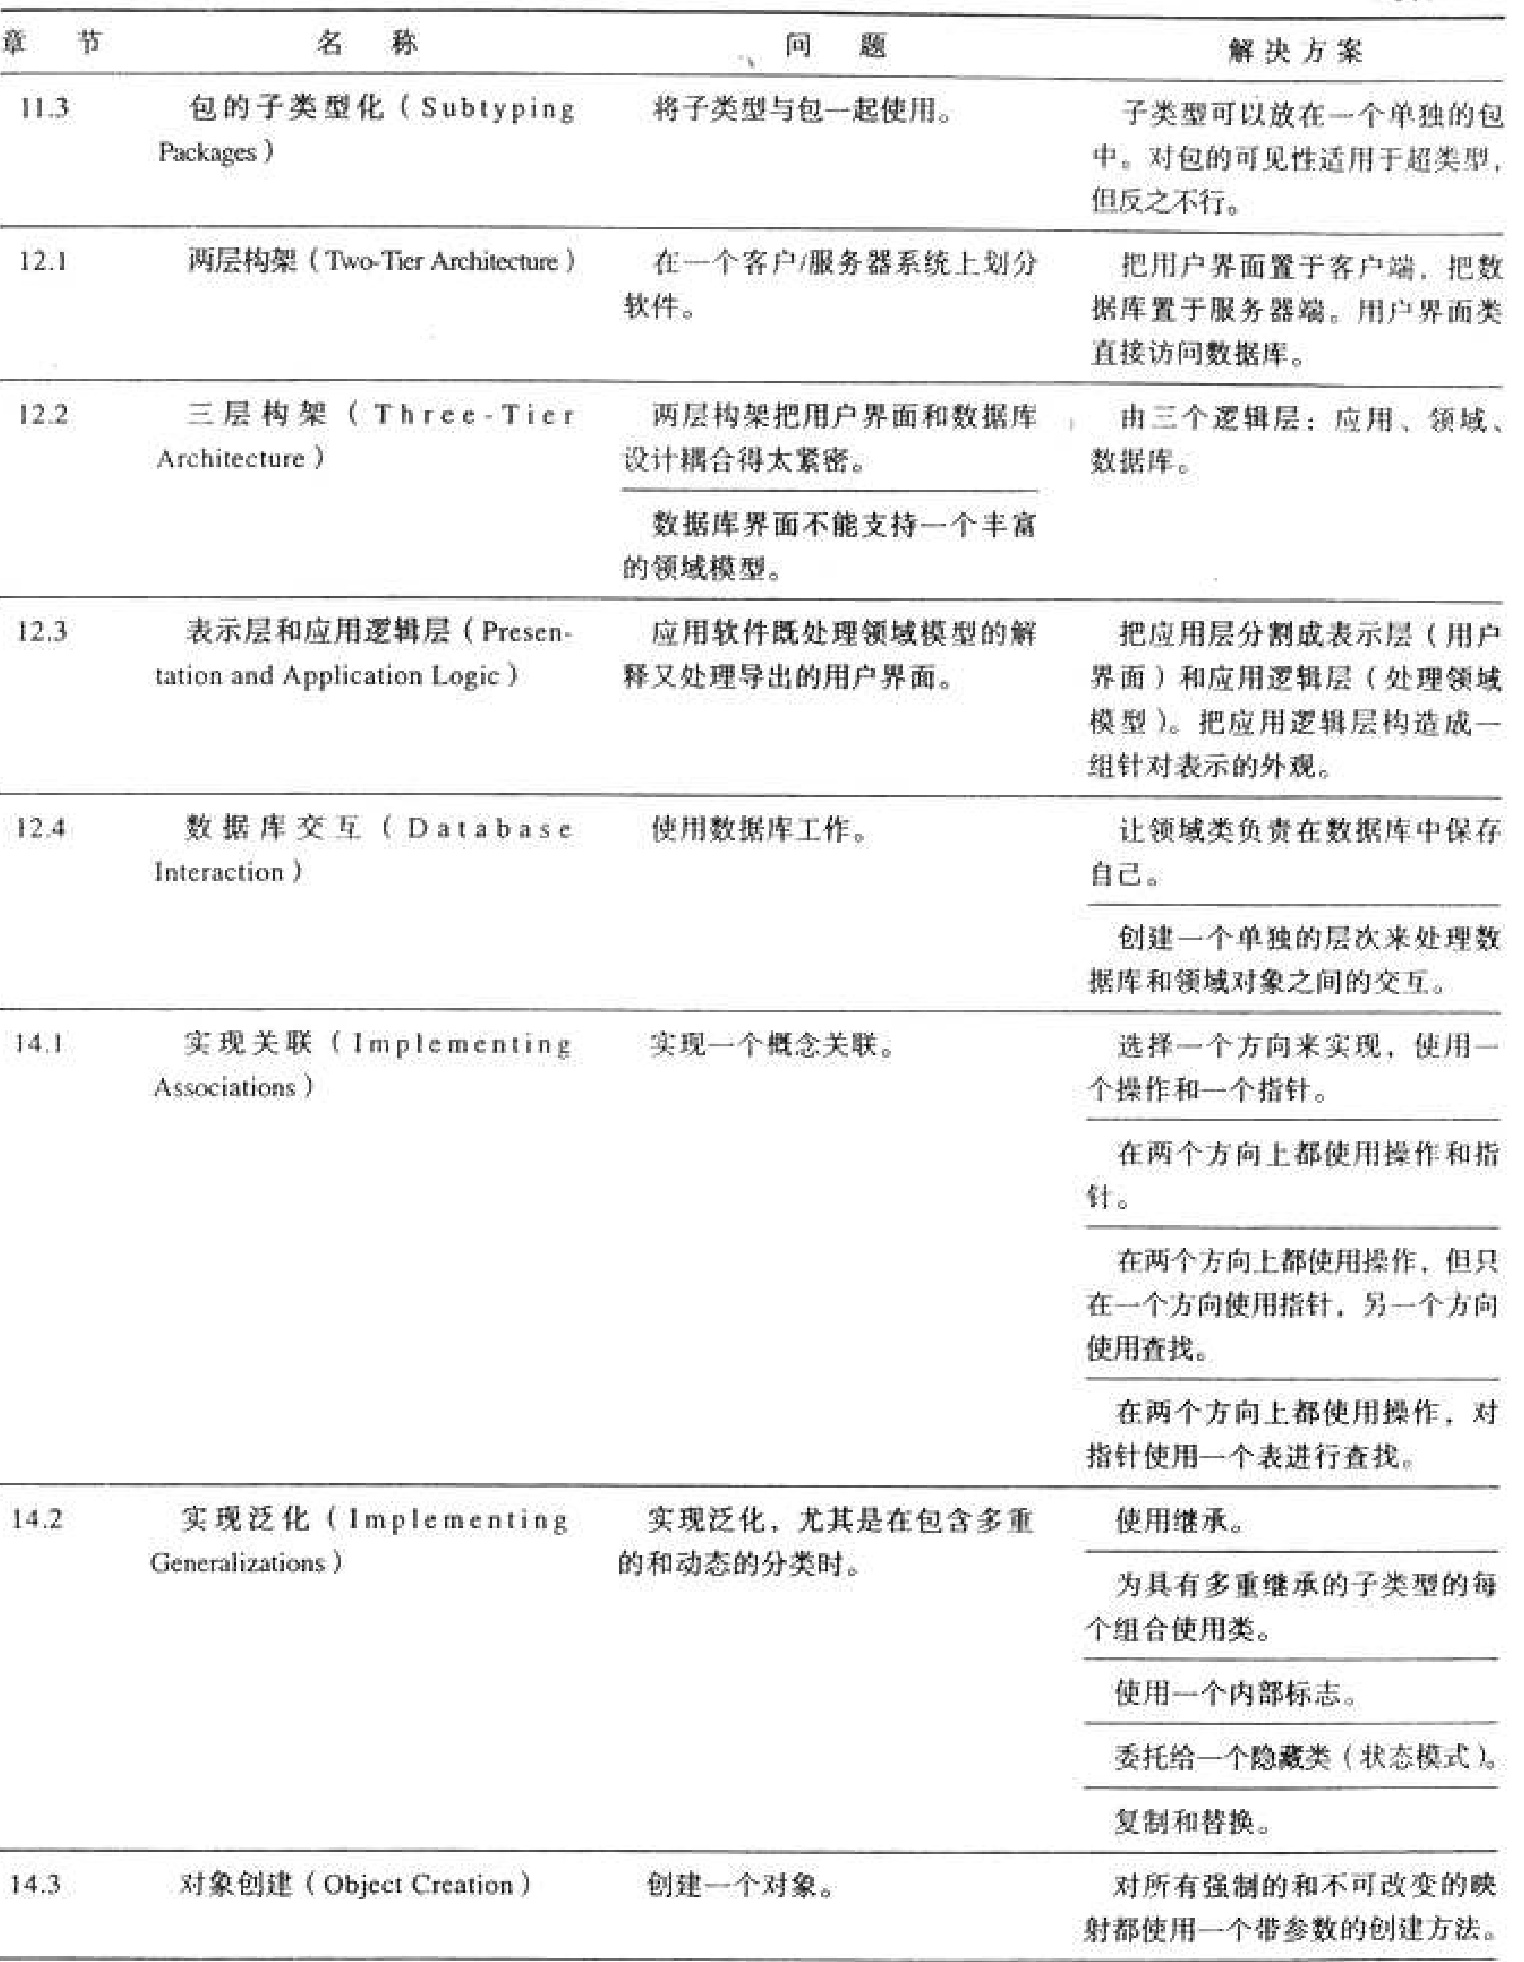 章 节 名 称 问 题 解决方案
11.3 包的子类型化（Subtyping
Packages）
将子类型与包一起使用。
子类型可以放在一个单独的包
中。对包的可见性适用于超类型，
但反之不行。
12.1 两层构架（Two-Tier Architecture）
在一个客户/服务器系统上划分
软件。
把用户界面置于客户端，把数
据库置于服务器端。用户界面类
直接访问数据库。
12.2 三层构架（Three-Tier
Architecture）
两层构架把用户界面和数据库
设计耦合得太紧密。
数据库界面不能支持一个丰富
的领域模型。
由三个逻辑层：应用、领域、
数据库。
12.3 表示层和应用逻辑层（Presen-
tation and Application Logic）
应用软件既处理领域模型的解
释又处理导出的用户界面。
把应用层分割成表示层（用户
界面）和应用逻辑层（处理领域
模型）。把应用逻辑层构造成一
组针对表示的外观。
12.4 数据库交互（Database
Interaction）
使用数据库工作。
让领域类负责在数据库中保存
自己。
创建一个单独的层次来处理数
据库和领域对象之间的交互。
14.1 实现关联（Implementing
Associations）
实现一个概念关联。
选择一个方向来实现，使用一
个操作和一个指针。
在两个方向上都使用操作和指
针。
在两个方向上都使用操作，但只
在一个方向使用指针，另一个方向
使用查找。
在两个方向上都使用操作，对
指针使用一个表进行查找。
14.2 实现泛化（Implementing
Generalizations）
实现泛化，尤其是在包含多重
的和动态的分类时。
使用继承。
为具有多重继承的子类型的每
个组合使用类。
使用一个内部标志。
委托给一个隐藏类（状态模式）。
复制和替换。
14.3 对象创建（Object Creation）
创建一个对象。
对所有强制的和不可改变的映
射都使用一个带参数的创建方法。